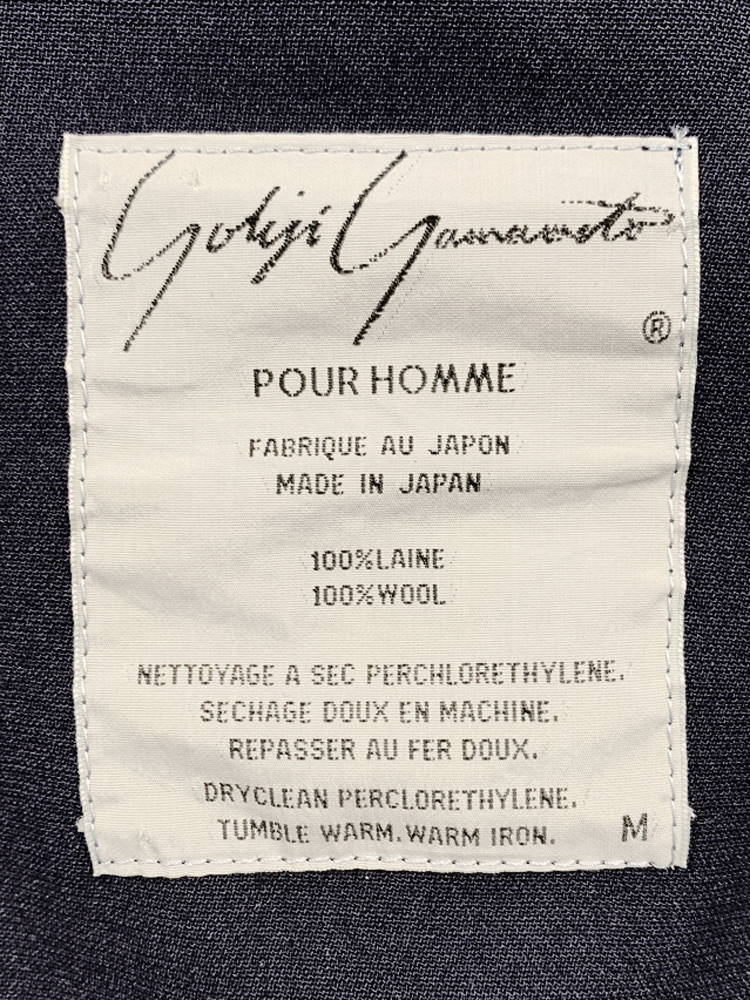 Yohji Yamamoto
®
POUR HOMME
FABRIQUE AU JAPON
MADE IN JAPAN
100%LAINE
100%WOOL
NETTOYAGE A SEC PERCHLORETHYLENE.
SECHAGE DOUX EN MACHINE.
REPASSER AU FER DOUX.
DRYCLEAN PERCLORETHYLENE.
TUMBLE WARM.WARM IRON. M